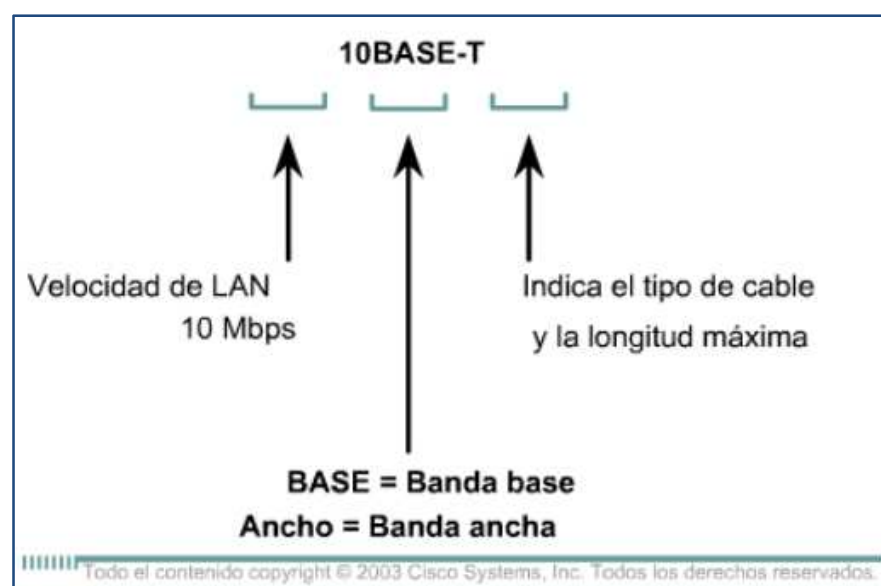 10BASE-T
Velocidad de LAN
10 Mbps
Indica el tipo de cable
y la longitud máxima
BASE = Banda base
Ancho = Banda ancha
Todo el contenido copyright © 2003 Cisco Systems, Inc. Todos los derechos reservados.